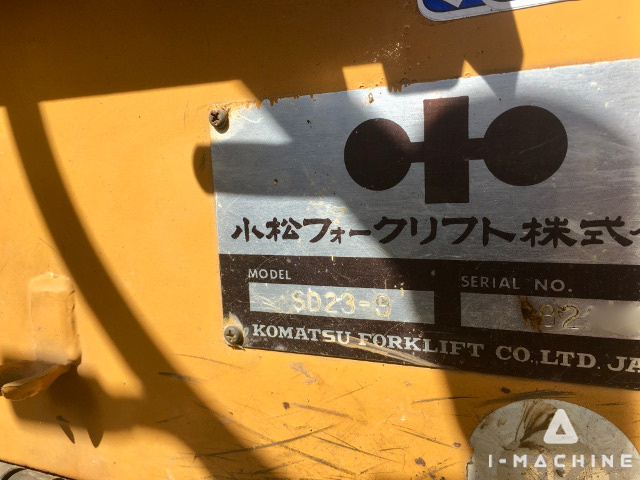 小松フォークリフト株式
MODEL
SERIAL NO.
SD23-
82
KOMATSU FORKLIFT CO., LTD. JA
I-MACHINE